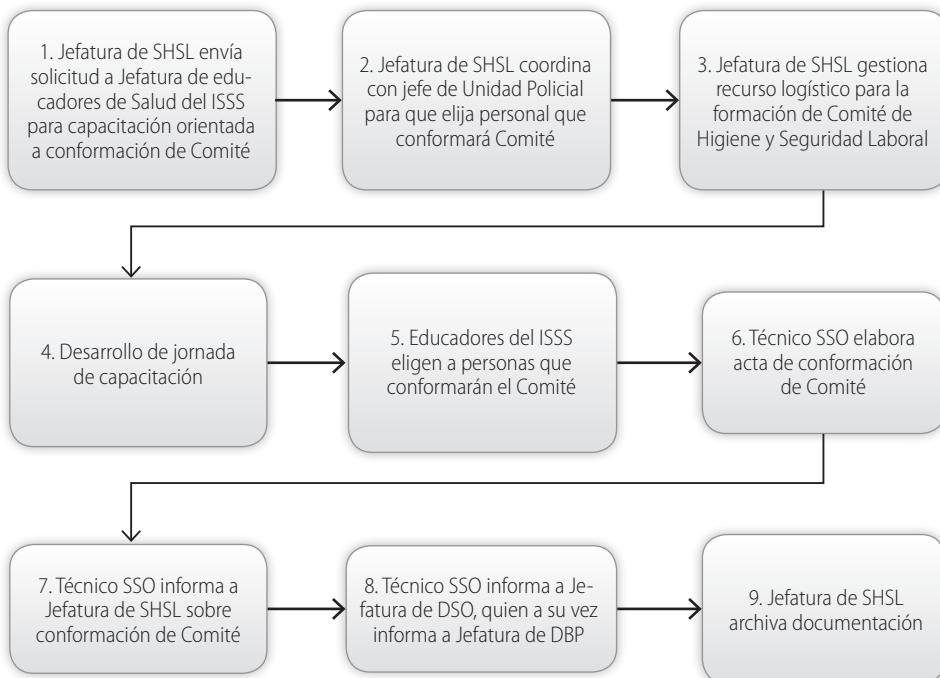 1. Jefatura de SHSL envía
solicitud a Jefatura de edu-
cadores de Salud del ISSS
para capacitación orientada
a conformación de Comité
2. Jefatura de SHSL coordina
con jefe de Unidad Policial
para que elija personal que
conformará Comité
3. Jefatura de SHSL gestiona
recurso logístico para la
formación de Comité de
Higiene y Seguridad Laboral
4. Desarrollo de jornada
de capacitación
5. Educadores del ISSS
eligen a personas que
conformarán el Comité
6. Técnico SSO elabora
acta de conformación
de Comité
7. Técnico SSO informa a
Jefatura de SHSL sobre
conformación de Comité
8. Técnico SSO informa a Je-
fatura de DSO, quien a su vez
informa a Jefatura de DBP
9. Jefatura de SHSL
archiva documentación